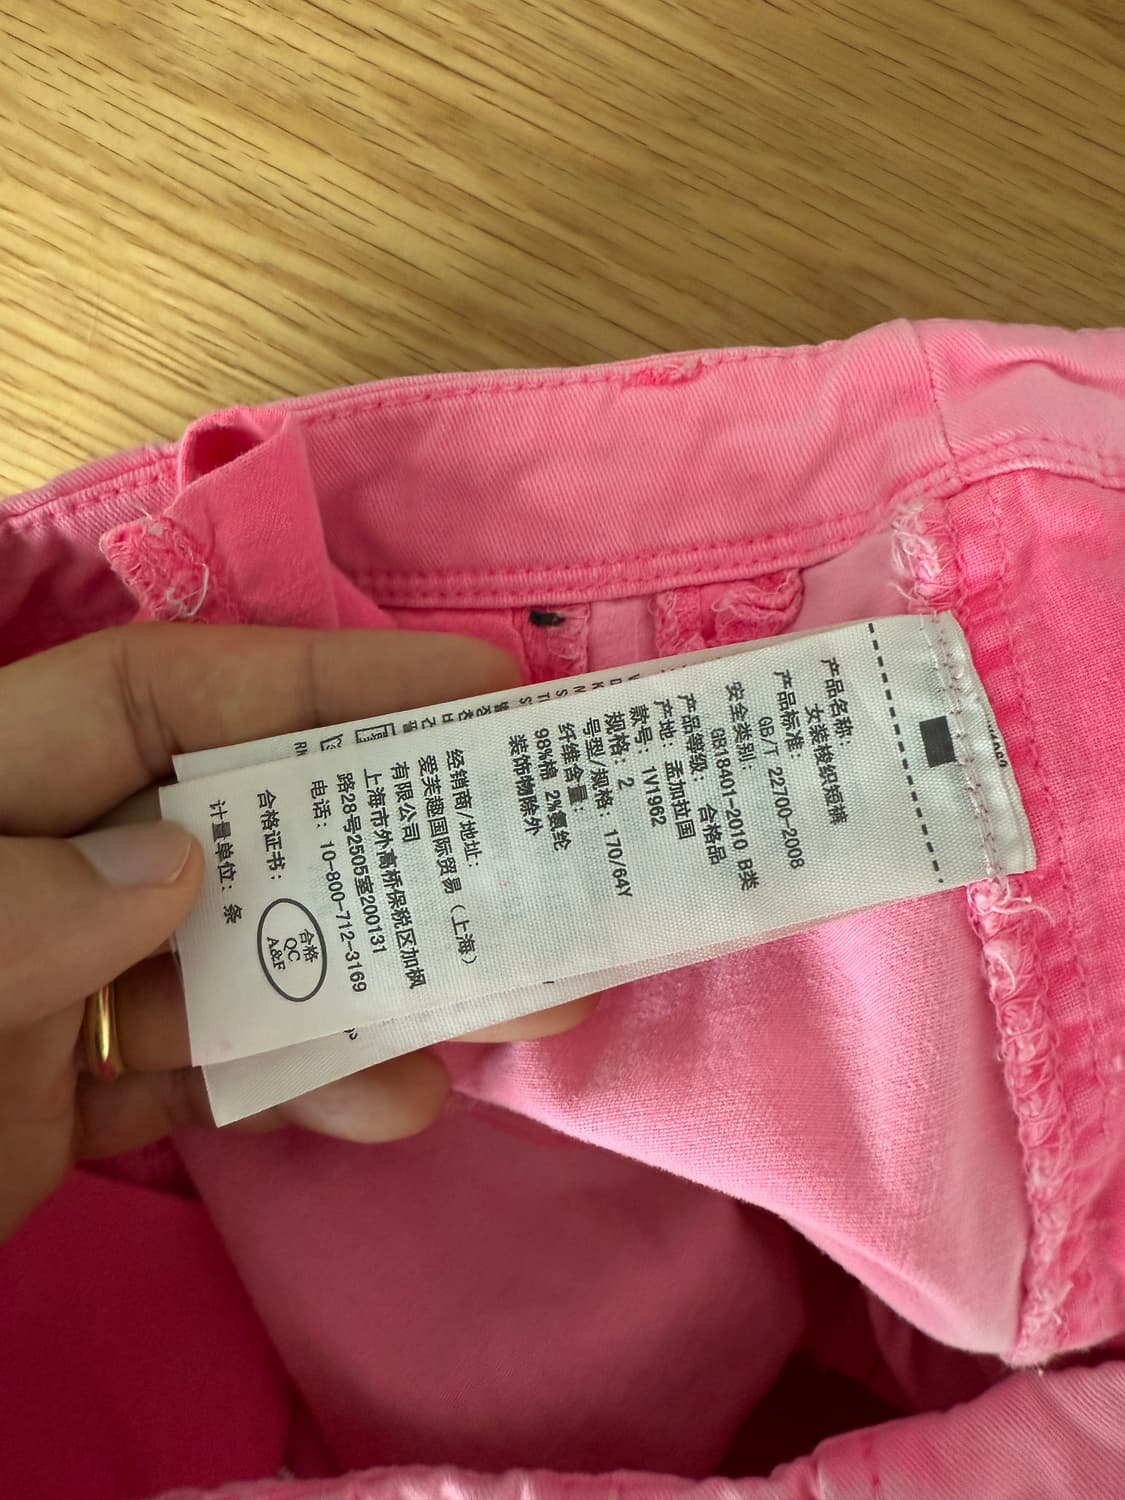 产品名称:
女装梭织短裤
产品标准:
GB/T 22700-2008
安全类别:
GB18401-2010 B类
产品等级: 合格品
产地: 孟加拉国
款号: 1V1962
规格: 2
号型/规格: 170/64Y
纤维含量:
98%棉 2%氨纶
装饰物除外
经销商/地址:
爱芙趣国际贸易（上海）
有限公司
上海市外高桥保税区加枫
路28号2505室200131
电话: 10-800-712-3169
合格证书:
合格
QC
A&F
计量单位: 条